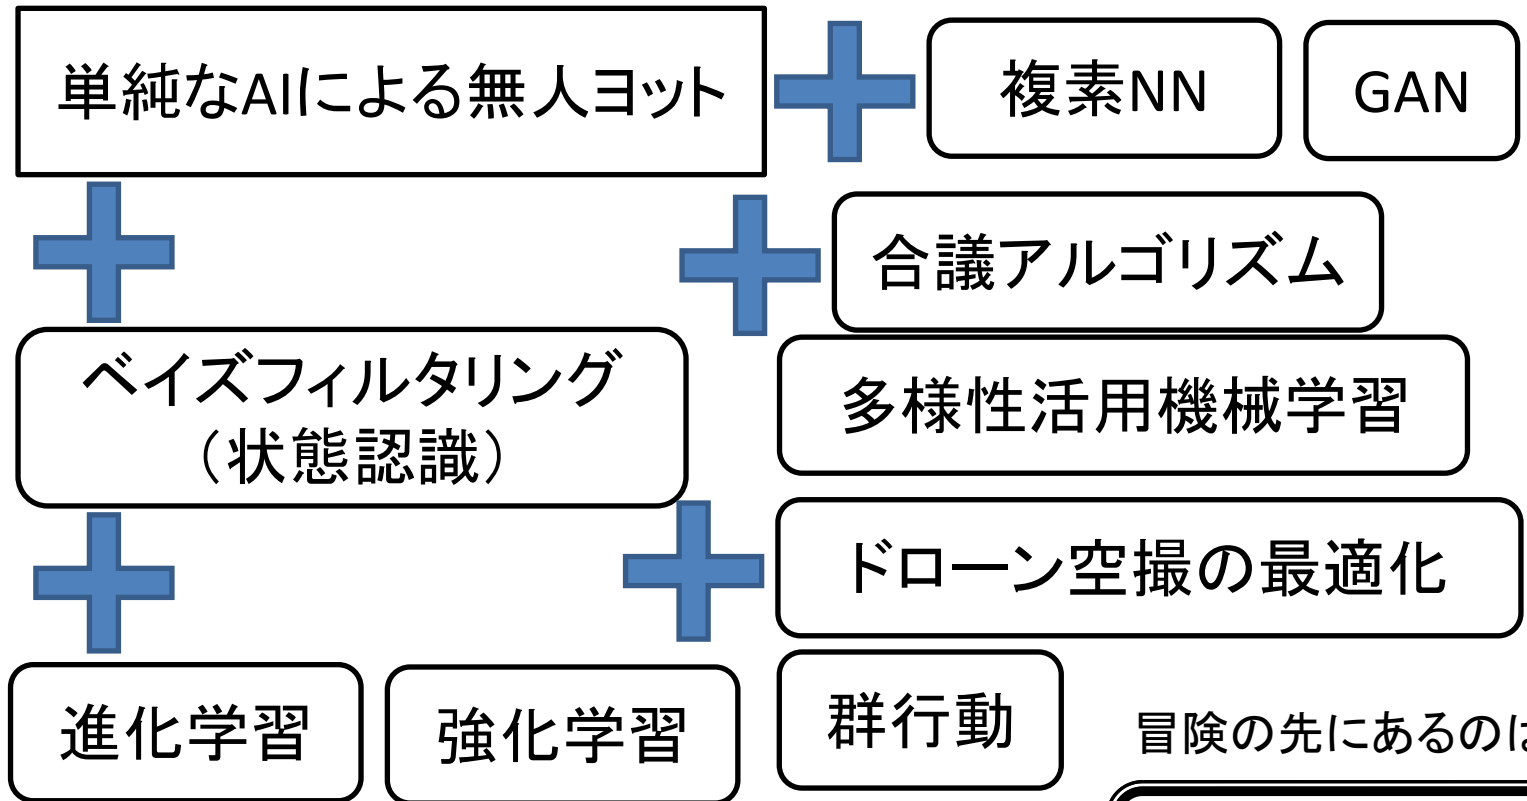 単純なAIによる無人ヨット
複素NN
GAN
合議アルゴリズム
ベイズフィルタリング
（状態認識）
多様性活用機械学習
ドローン空撮の最適化
進化学習
強化学習
群行動
冒険の先にあるのは